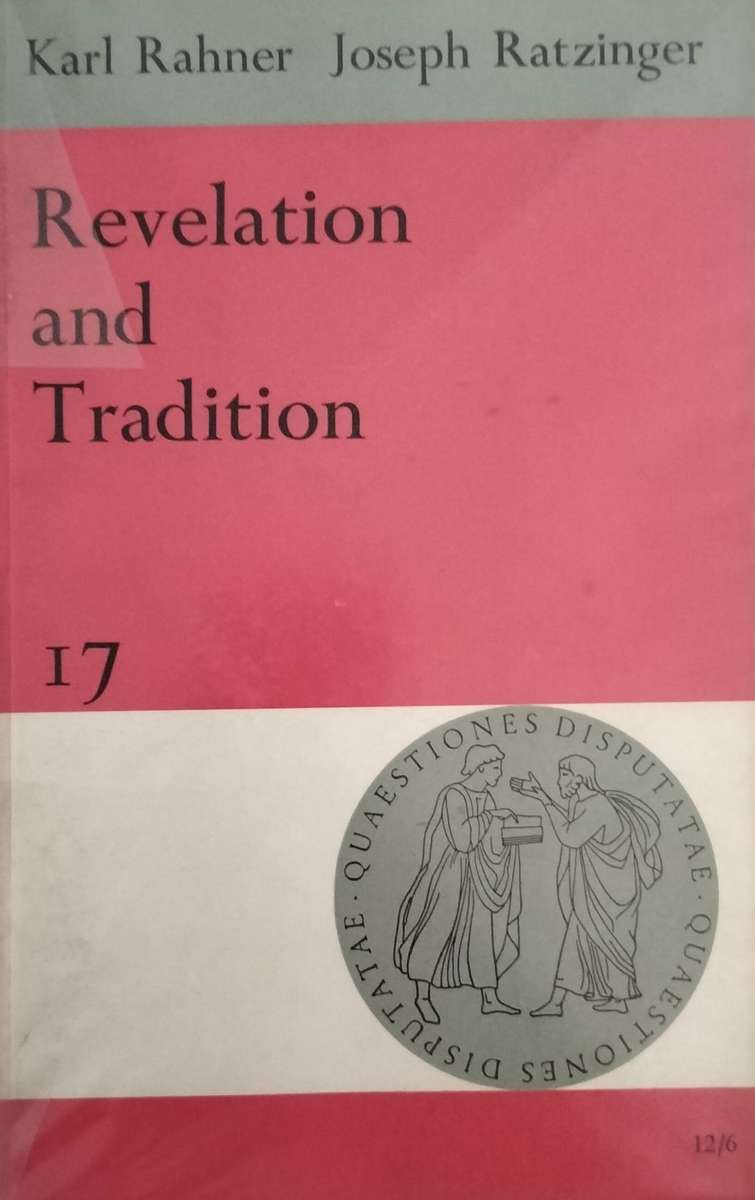 Karl Rahner Joseph Ratzinger
Revelation
and
Tradition
17
QUAESTIONES DISPUTATAE · QUAESTIONES DISPUTATAE ·
12/6